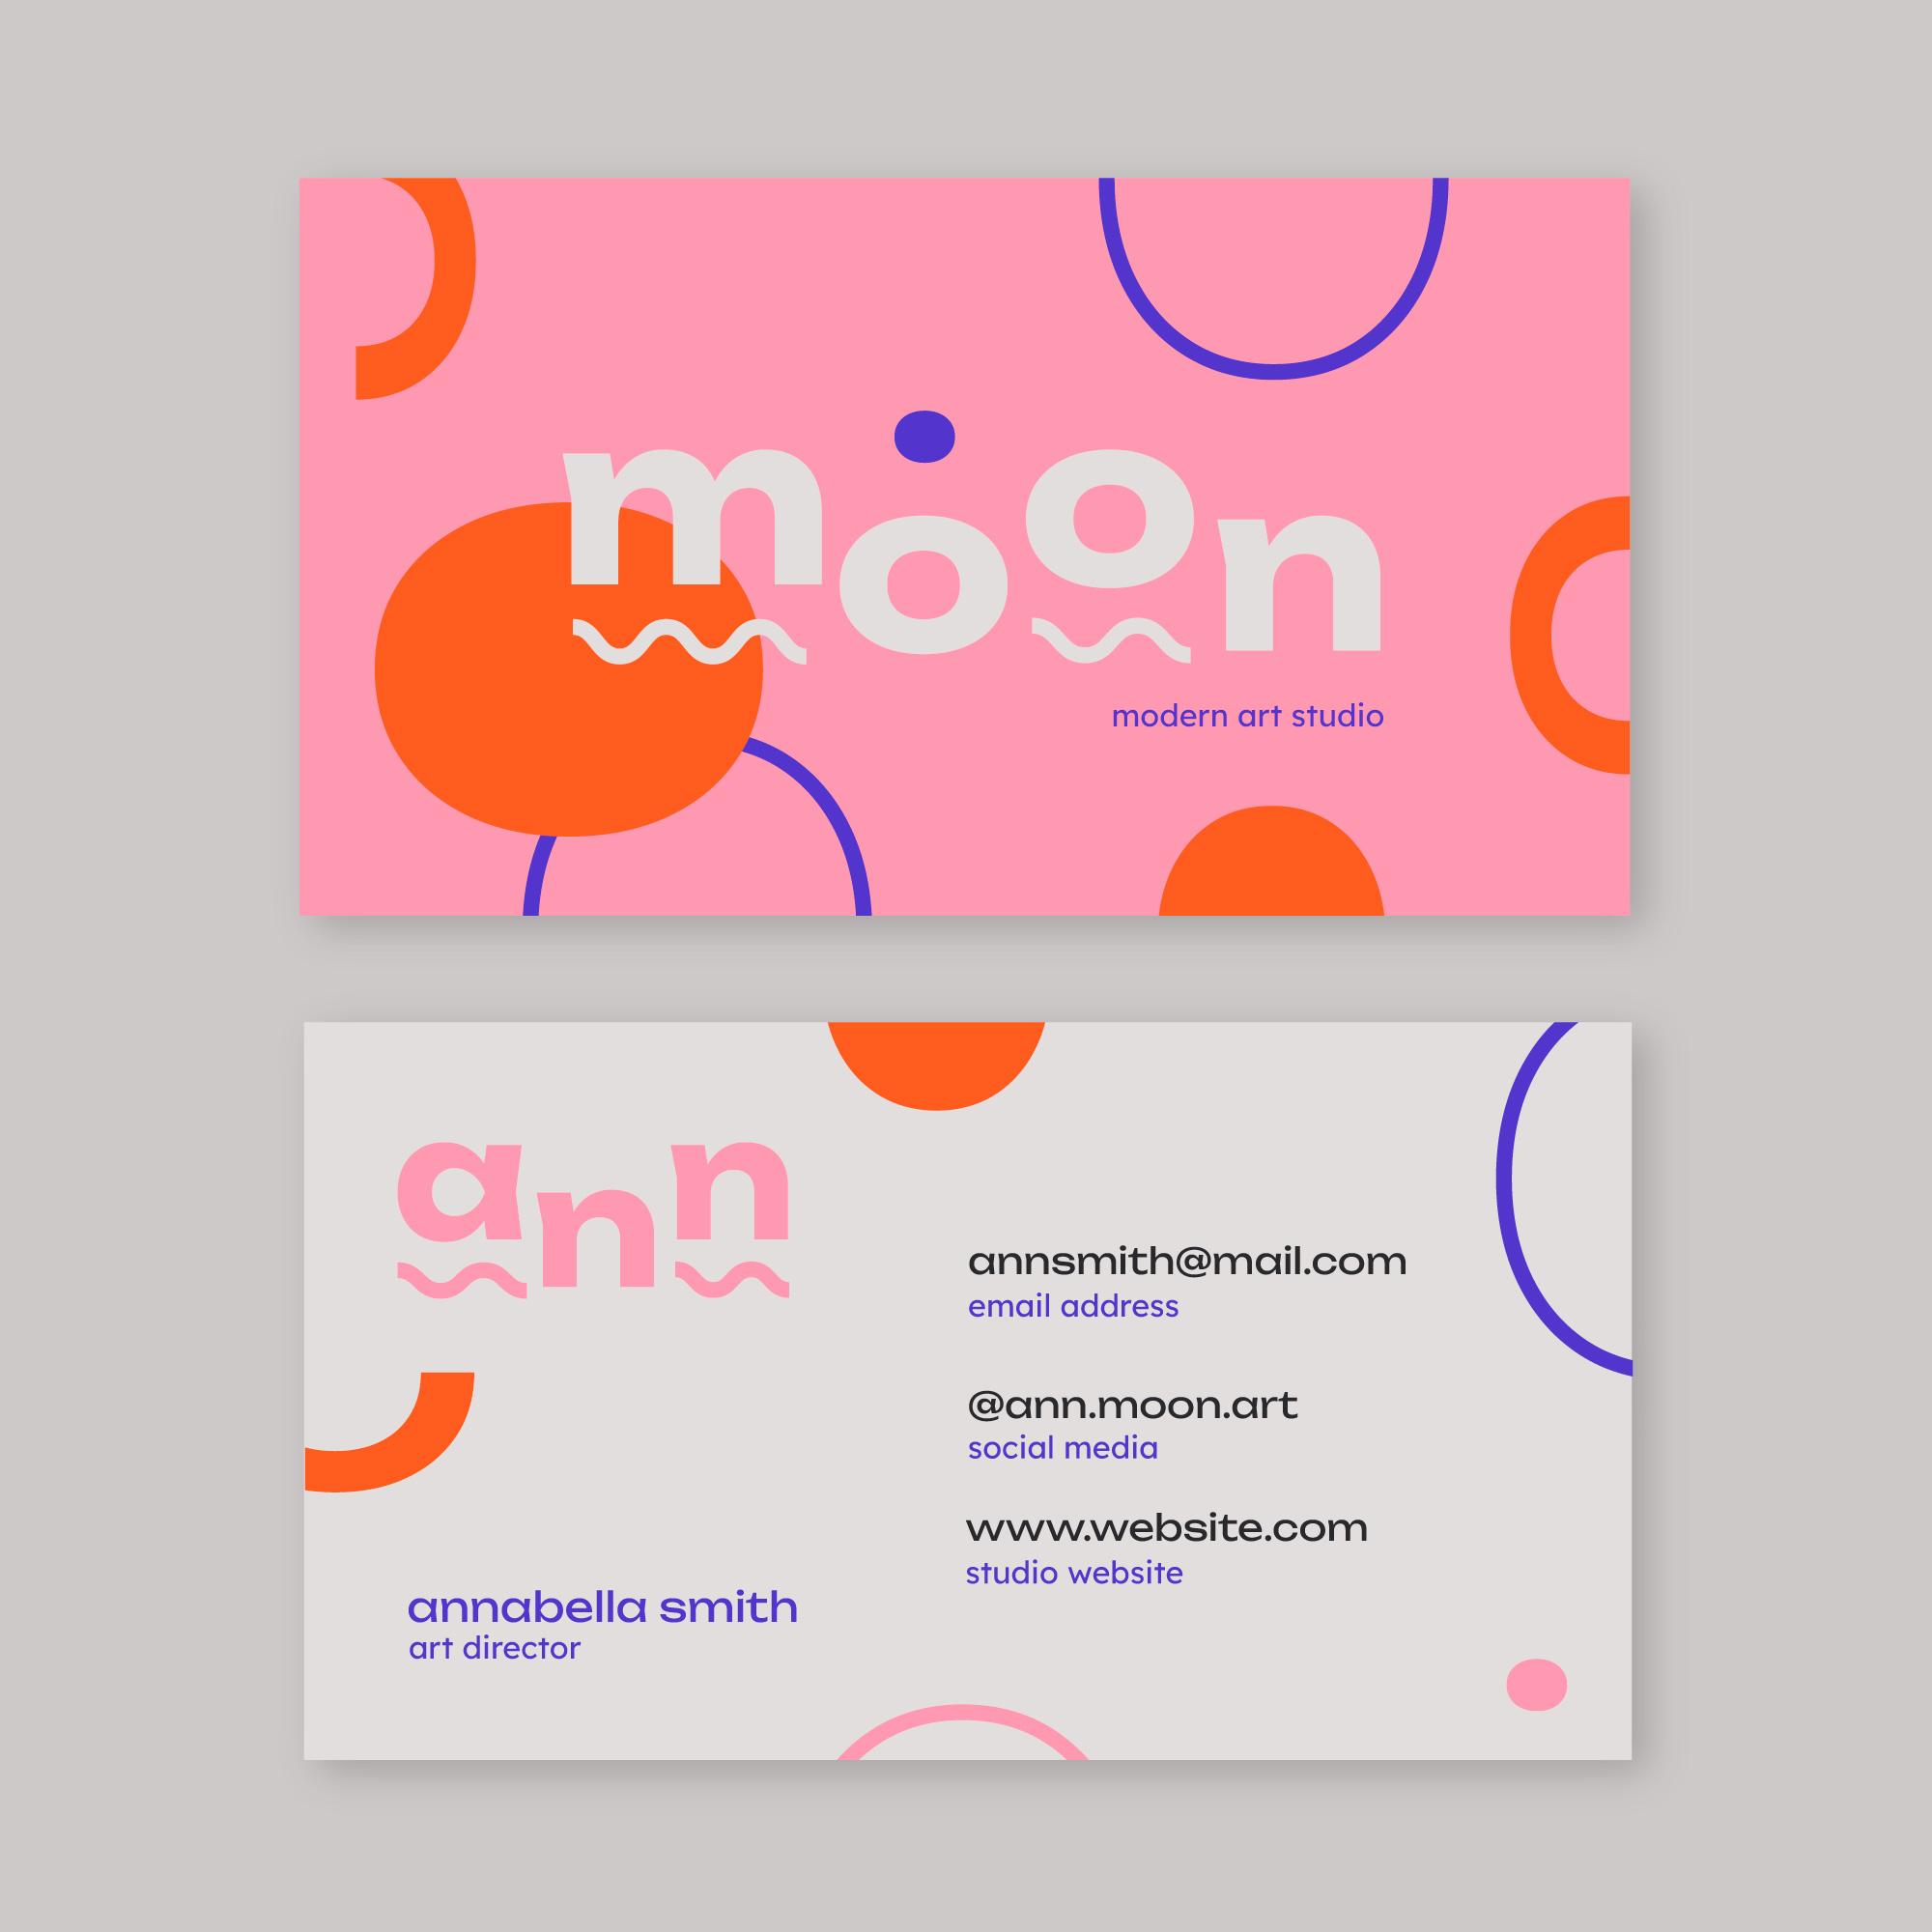 moon
modern art studio
ann
annsmith@mail.com
email address
@ann.moon.art
social media
www.website.com
studio website
annabella smith
art director